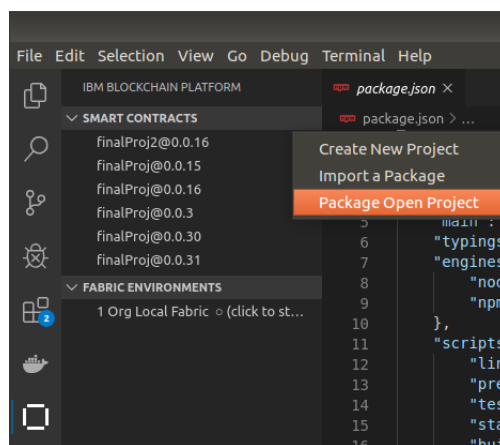 File Edit Selection View Go Debug Terminal Help
IBM BLOCKCHAIN PLATFORM
SMART CONTRACTS
finalProj2@0.0.16
finalProj@0.0.15
finalProj@0.0.16
finalProj@0.0.3
finalProj@0.0.30
finalProj@0.0.31
FABRIC ENVIRONMENTS
1 Org Local Fabric ○ (click to st...
2
package.json ×
package.json > ...
Create New Project
Import a Package
Package Open Project
5 "main" :
6 "typings
7 "engines
8 "nod
9 "npm
10 },
11 "scripts
12 "lin
13 "pre
14 "tes
15 "sta
16 "bui